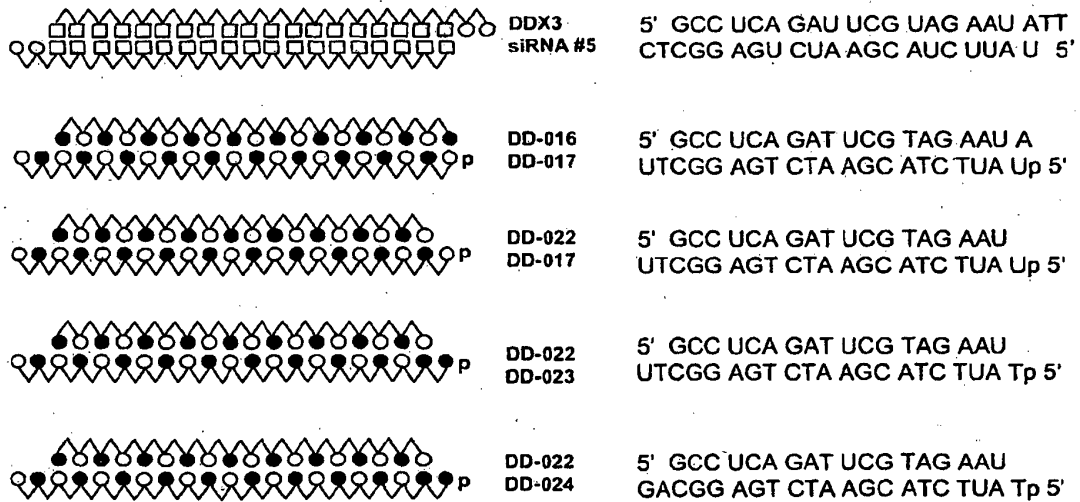 DDX3 5' GCC UCA GAU UCG UAG AAU ATT
siRNA #5 CTCGG AGU CUA AGC AUC UUA U 5'
DD-016 5' GCC UCA GAT UCG TAG AAU A
p DD-017 UTCGG AGT CTA AGC ATC TUA Up 5'
DD-022 5' GCC UCA GAT UCG TAG AAU
p DD-017 UTCGG AGT CTA AGC ATC TUA Up 5'
DD-022 5' GCC UCA GAT UCG TAG AAU
p DD-023 UTCGG AGT CTA AGC ATC TUA Tp 5'
DD-022 5' GCC UCA GAT UCG TAG AAU
p DD-024 GACGG AGT CTA AGC ATC TUA Tp 5'